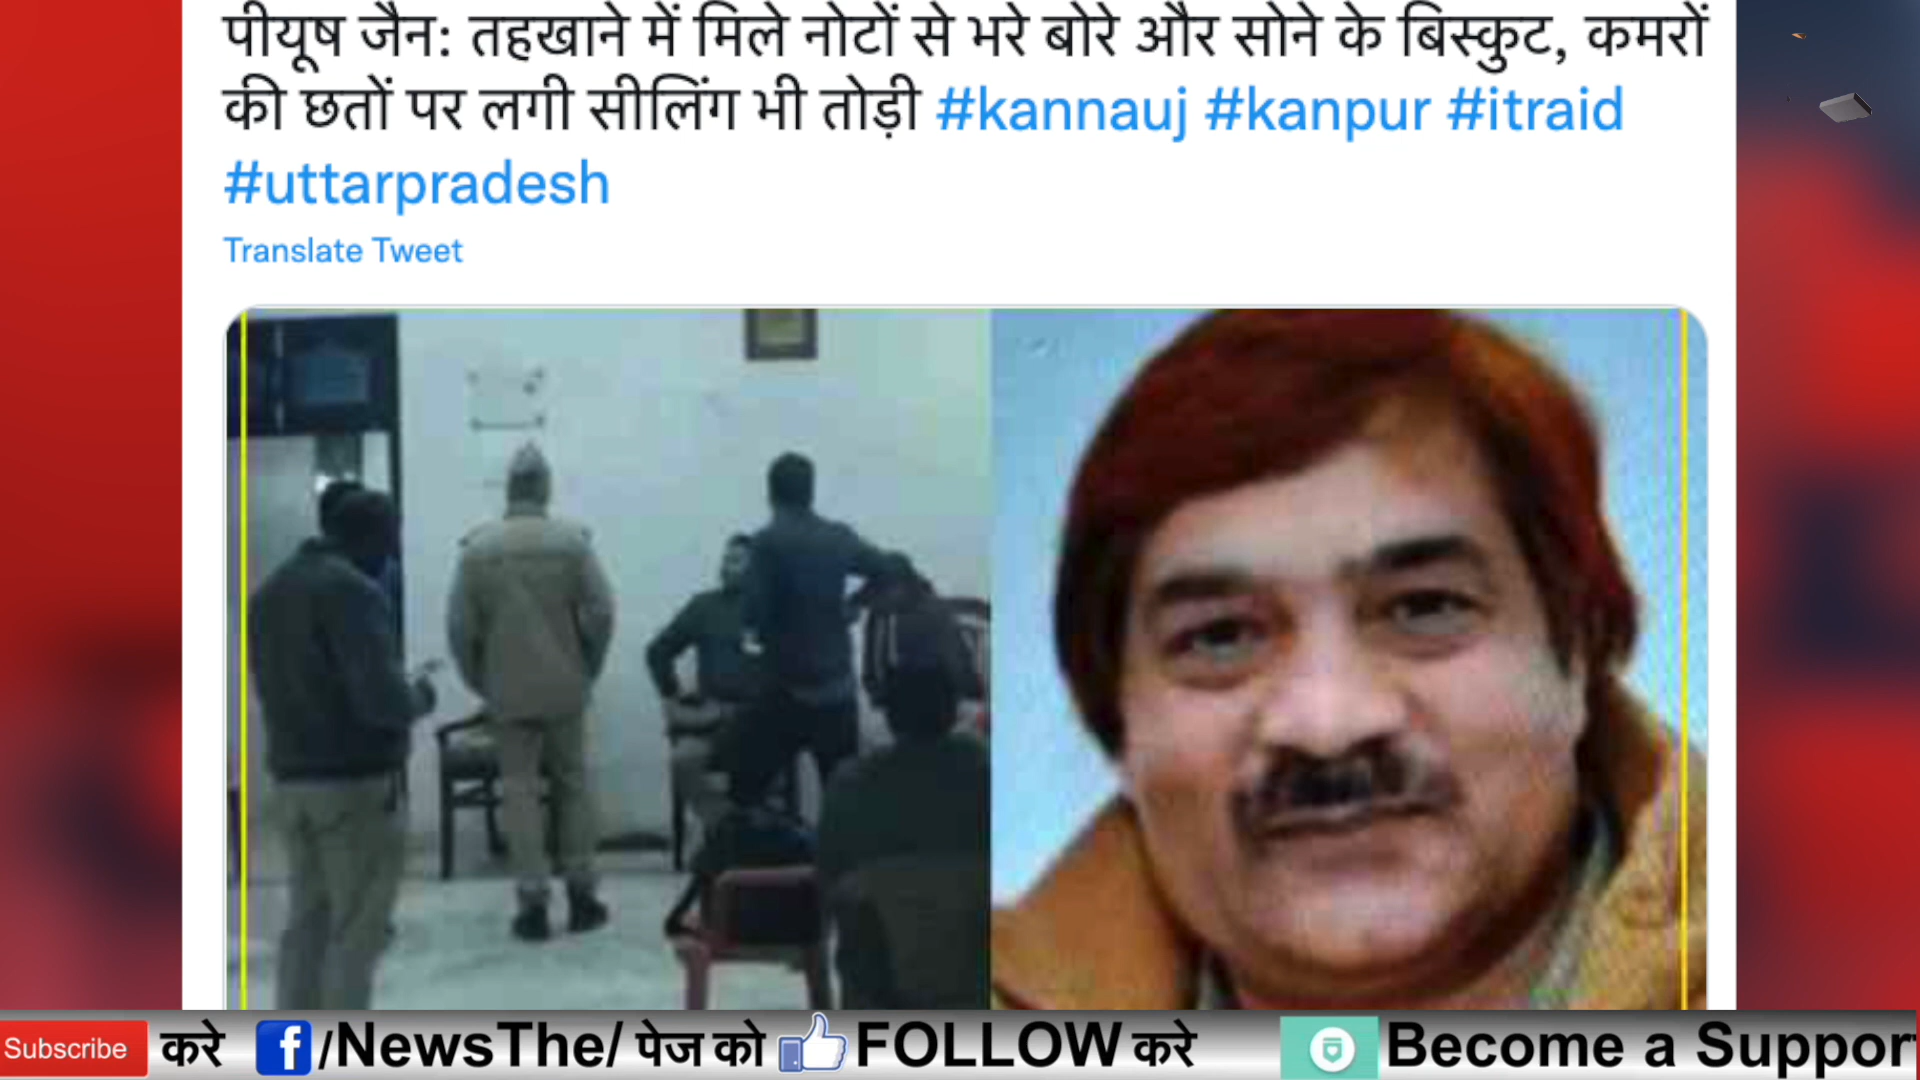 पीयूष जैन: तहखाने में मिले नोटों से भरे बोरे और सोने के बिस्कुट, कमरों
की छतों पर लगी सीलिंग भी तोड़ी #kannauj #kanpur #itraid
#uttarpradesh
Translate Tweet
Subscribe करे f/NewsThe/ पेज को FOLLOW करे Become a Suppor